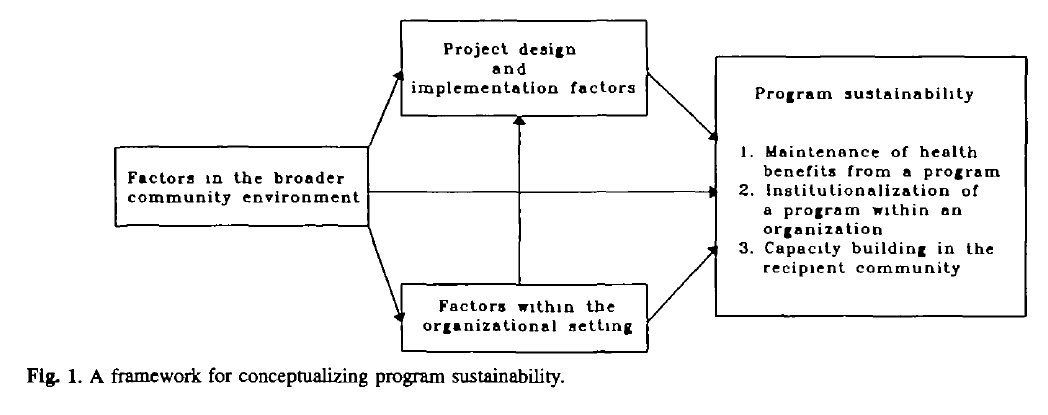 Project design
and
implementation factors
Program sustainability
1. Maintenance of health
benefits from a program
2. Institutionalization of
a program within an
organization
3. Capacity building in the
recipient community
Factors in the broader
community environment
Factors within the
organizational setting
Fig. 1. A framework for conceptualizing program sustainability.